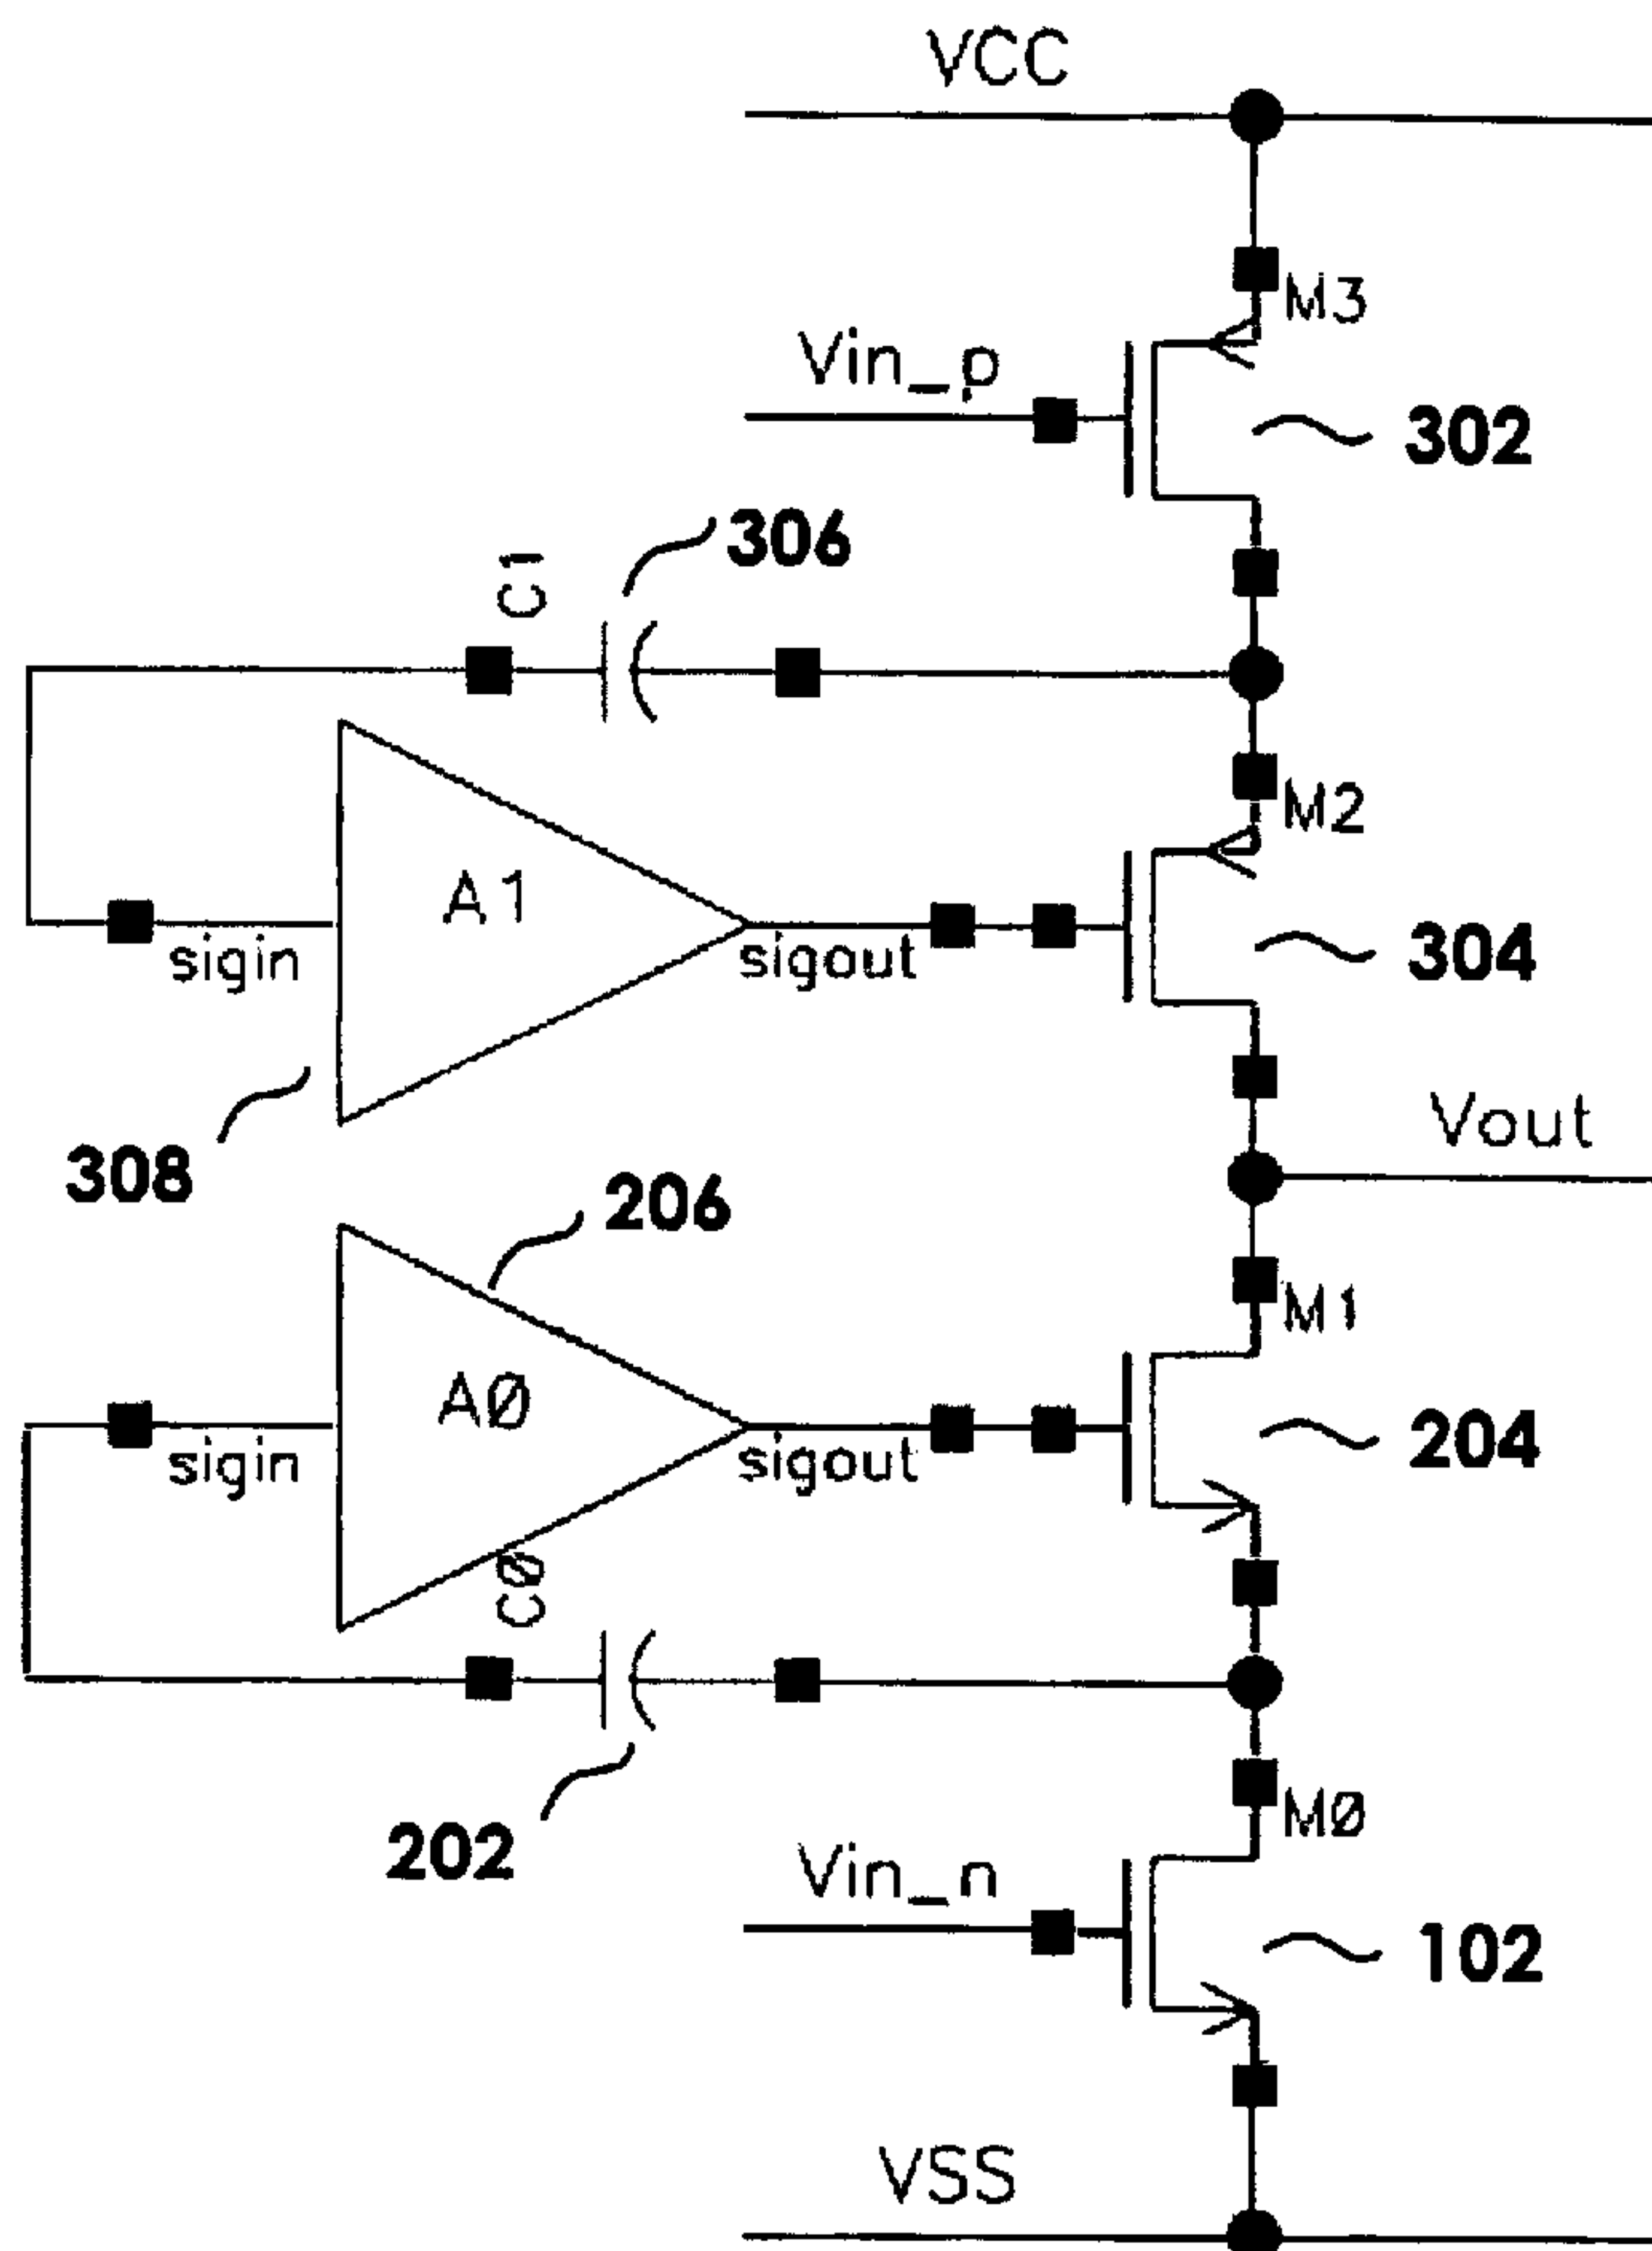 VCC
M3
Vin_p
302
306
C1
M2
A1
sigin
sigout
304
308
Vout
206
M1
AØ
sigin
sigout
204
CØ
202
MØ
Vin_n
102
VSS